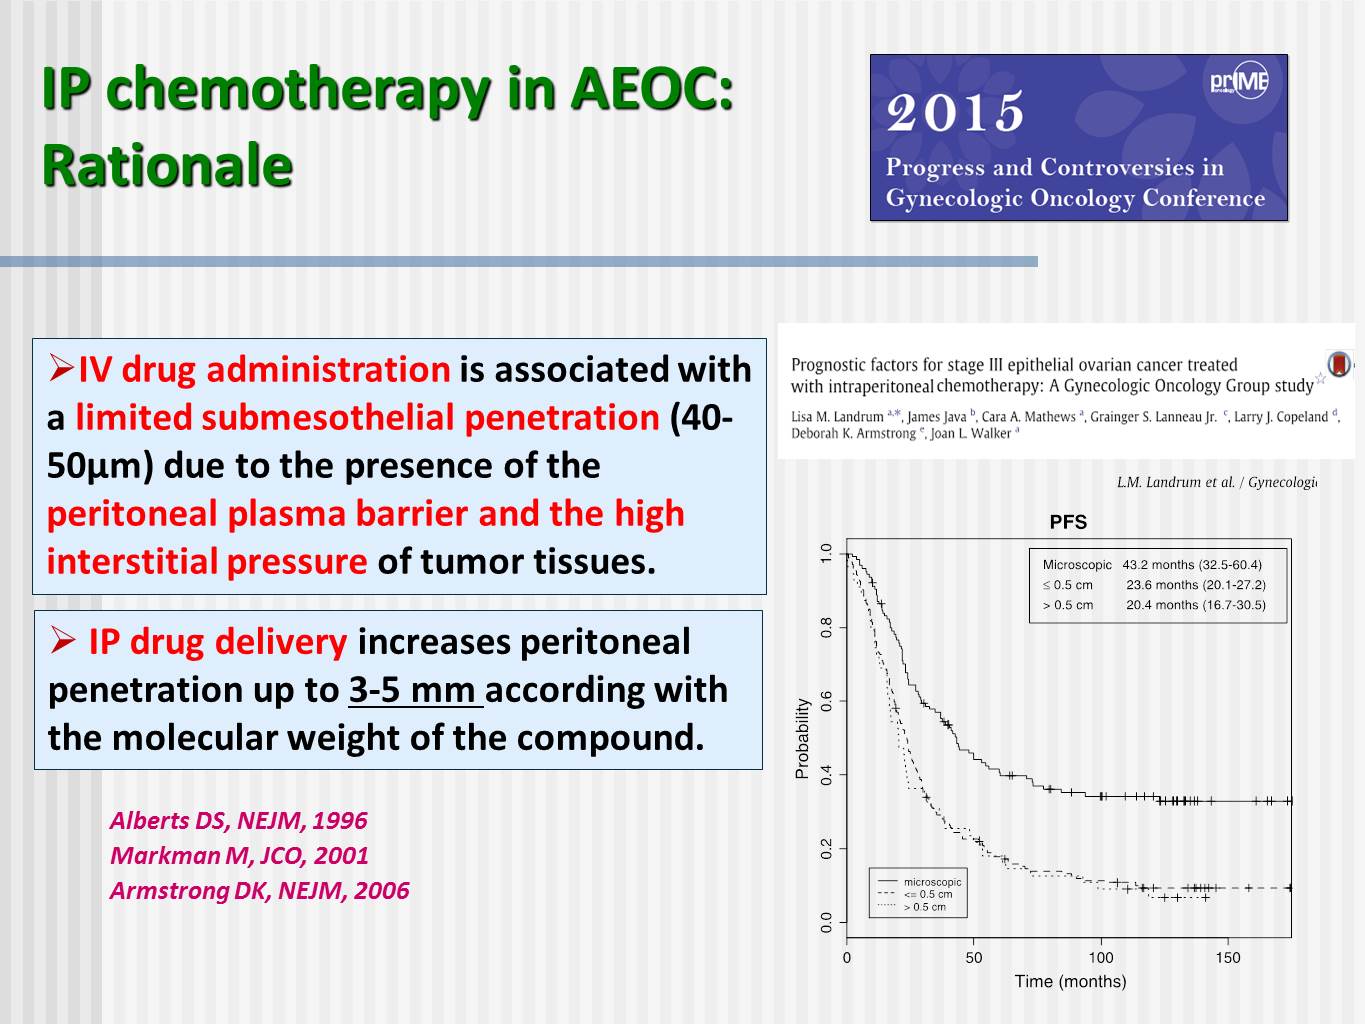 IP chemotherapy in AEOC:
Rationale
prIME
oncology
2015
Progress and Controversies in
Gynecologic Oncology Conference
➢IV drug administration is associated with
a limited submesothelial penetration (40-
50µm) due to the presence of the
peritoneal plasma barrier and the high
interstitial pressure of tumor tissues.
➢ IP drug delivery increases peritoneal
penetration up to 3-5 mm according with
the molecular weight of the compound.
Alberts DS, NEJM, 1996
Markman M, JCO, 2001
Armstrong DK, NEJM, 2006
Prognostic factors for stage III epithelial ovarian cancer treated
with intraperitoneal chemotherapy: A Gynecologic Oncology Group study☆
Lisa M. Landrum a,*, James Java b, Cara A. Mathews a, Grainger S. Lanneau Jr. c, Larry J. Copeland d,
Deborah K. Armstrong e, Joan L. Walker a
L.M. Landrum et al. / Gynecologi
PFS
Microscopic 43.2 months (32.5-60.4)
≤ 0.5 cm 23.6 months (20.1-27.2)
> 0.5 cm 20.4 months (16.7-30.5)
Probability
1.0
0.8
0.6
0.4
0.2
0.0
microscopic
<= 0.5 cm
> 0.5 cm
0 50 100 150
Time (months)